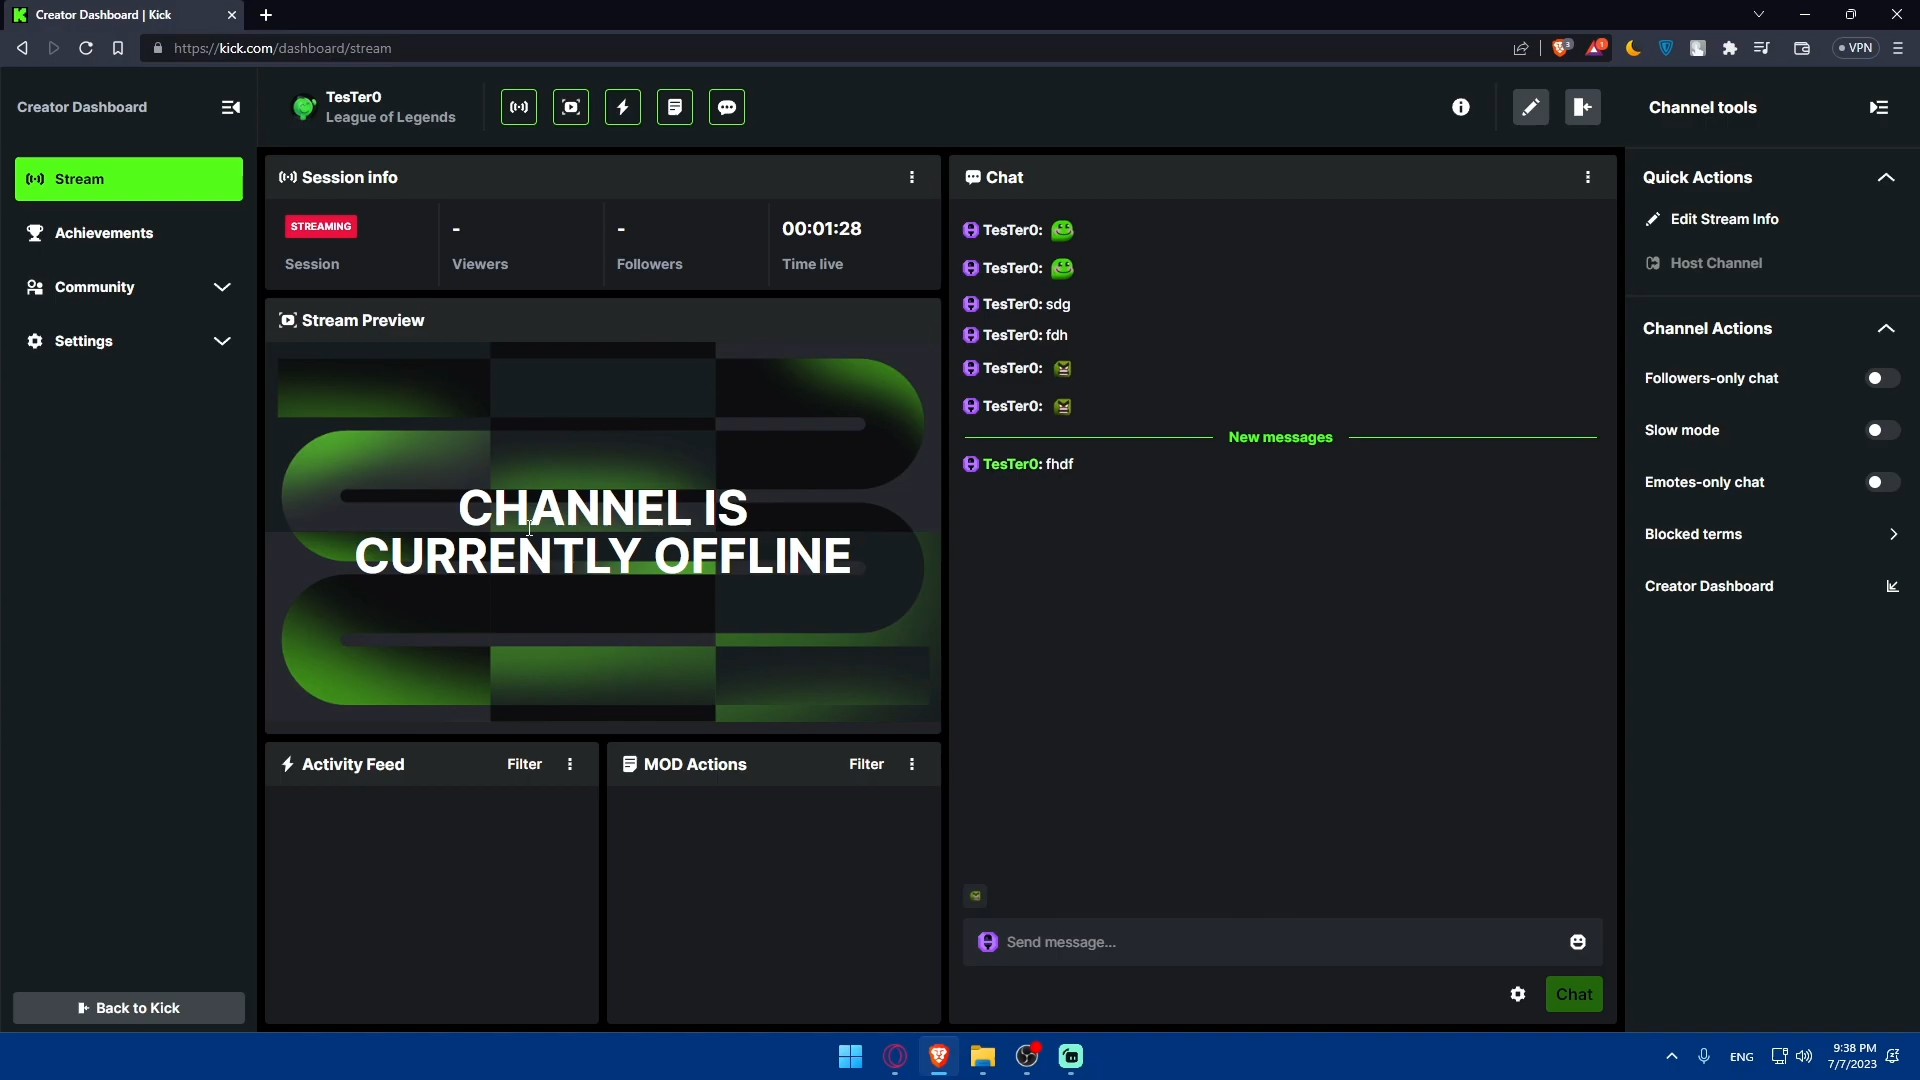 Creator Dashboard | Kick
https://kick.com/dashboard/stream
3
1
VPN
Creator Dashboard
TesTer0
League of Legends
Channel tools
Stream
Achievements
Community
Settings
Back to Kick
Session info
STREAMING
Session
-
Viewers
-
Followers
00:01:28
Time live
Stream Preview
CHANNEL IS
CURRENTLY OFFLINE
Activity Feed
Filter
MOD Actions
Filter
Chat
TesTer0:
TesTer0:
TesTer0: sdg
TesTer0: fdh
TesTer0:
TesTer0:
New messages
TesTer0: fhdf
Send message...
Chat
Quick Actions
Edit Stream Info
Host Channel
Channel Actions
Followers-only chat
Slow mode
Emotes-only chat
Blocked terms
Creator Dashboard
ENG
9:38 PM
7/7/2023